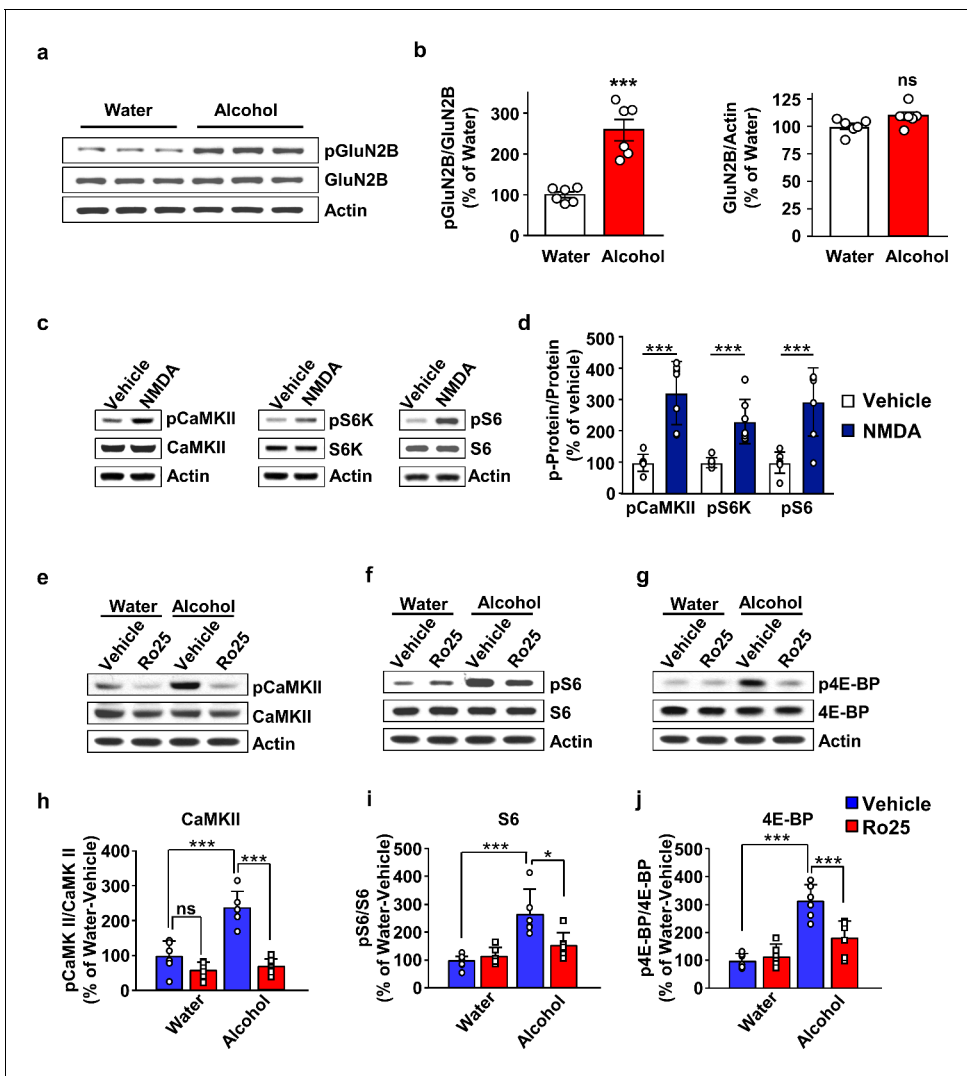 a
Water Alcohol
pGluN2B
GluN2B
Actin
b
pGluN2B/GluN2B
(% of Water)
***
300
200
100
0
Water Alcohol
GluN2B/Actin
(% of Water)
ns
125
100
75
50
25
0
Water Alcohol
c
Vehicle NMDA
pCaMKII
CaMKII
Actin
Vehicle NMDA
pS6K
S6K
Actin
Vehicle NMDA
pS6
S6
Actin
d
p-Protein/Protein
(% of vehicle)
500
400
300
200
100
0
*** *** ***
pCaMKII pS6K pS6
Vehicle
NMDA
e
Water Alcohol
Vehicle Ro25 Vehicle Ro25
pCaMKII
CaMKII
Actin
f
Water Alcohol
Vehicle Ro25 Vehicle Ro25
pS6
S6
Actin
g
Water Alcohol
Vehicle Ro25 Vehicle Ro25
p4E-BP
4E-BP
Actin
h
CaMKII
pCaMK II/CaMK II
(% of Water-Vehicle)
400
300
200
100
0
***
***
ns
Water Alcohol
i
S6
pS6/S6
(% of Water-Vehicle)
500
400
300
200
100
0
***
*
Water Alcohol
j
4E-BP
p4E-BP/4E-BP
(% of Water-Vehicle)
500
400
300
200
100
0
***
***
Water Alcohol
Vehicle
Ro25